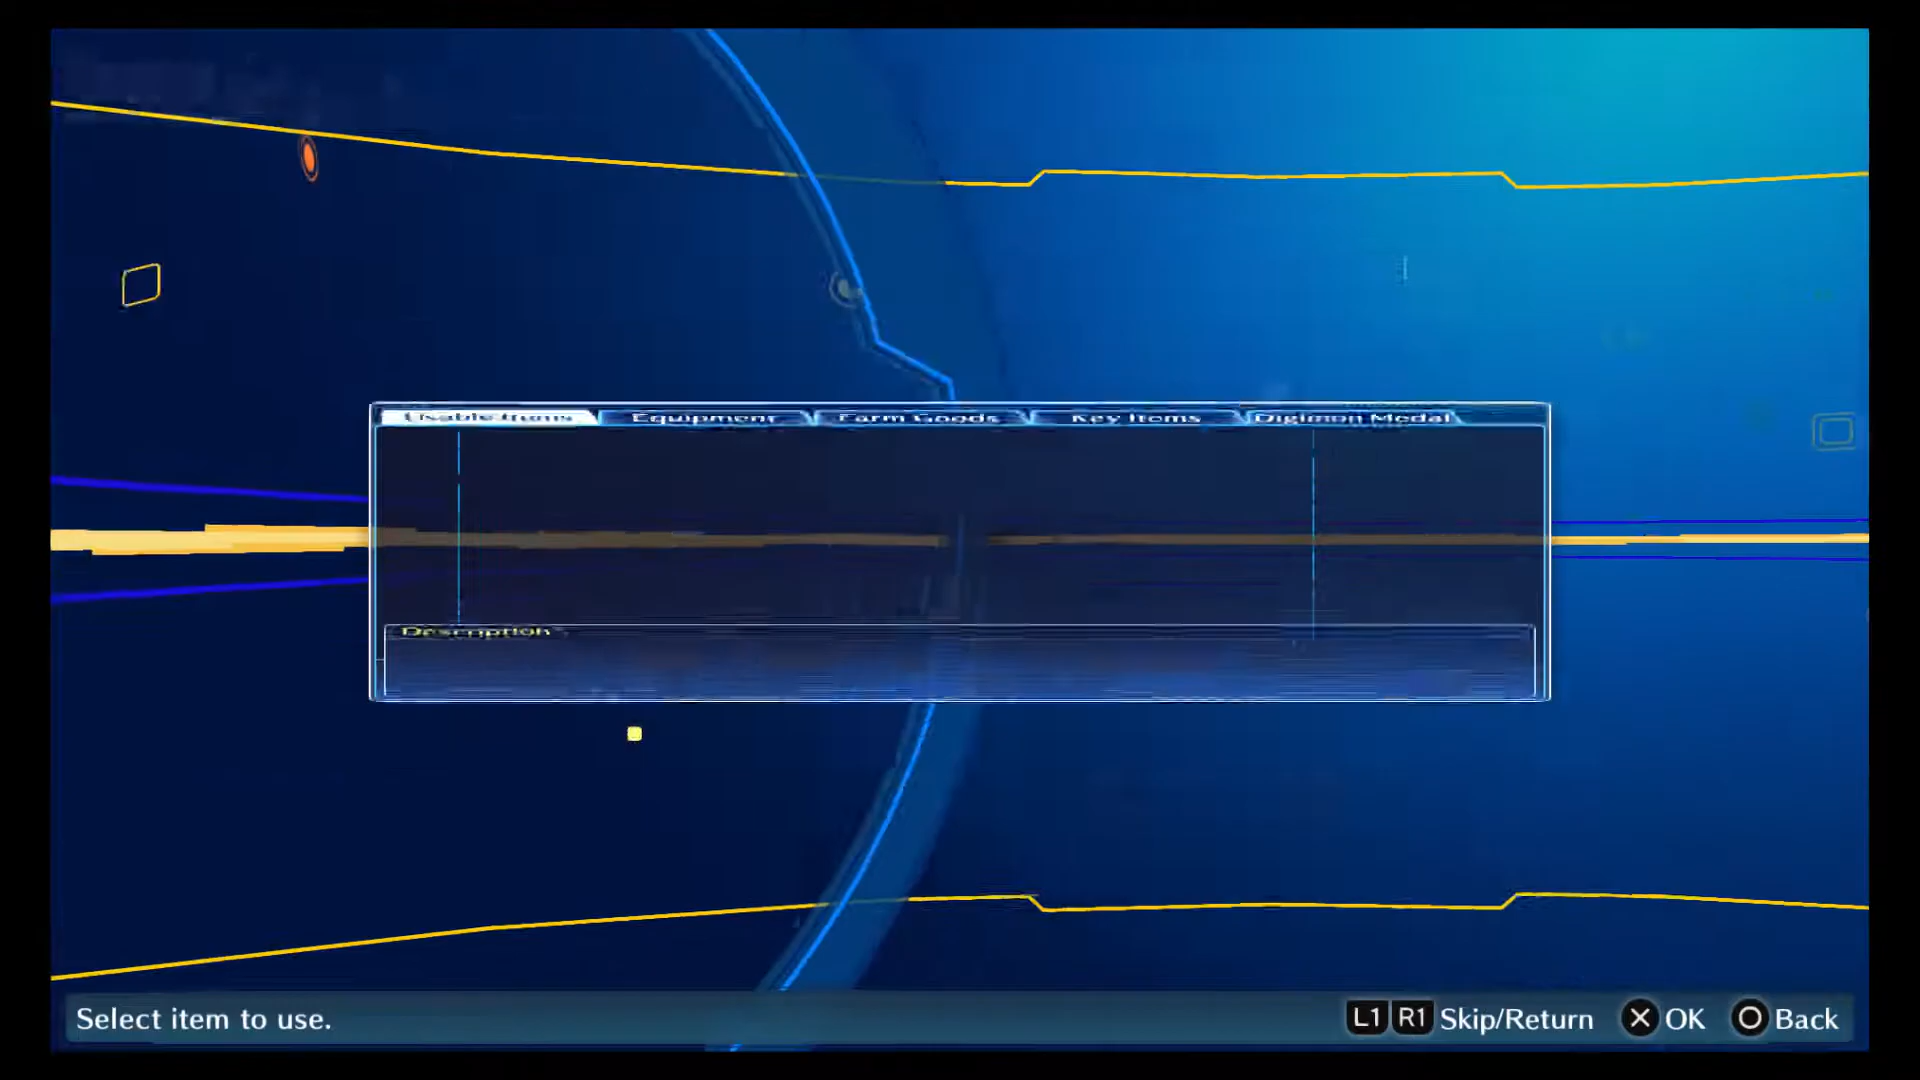 Usable Items Equipment Farm Goods Key Items Digimon Medal
Description
Select item to use. L1 R1 Skip/Return OK Back